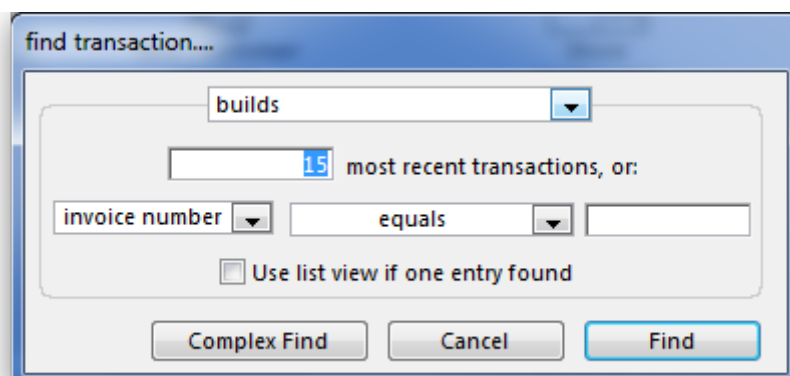 find transaction....
builds
15 most recent transactions, or:
invoice number equals
Use list view if one entry found
Complex Find Cancel Find